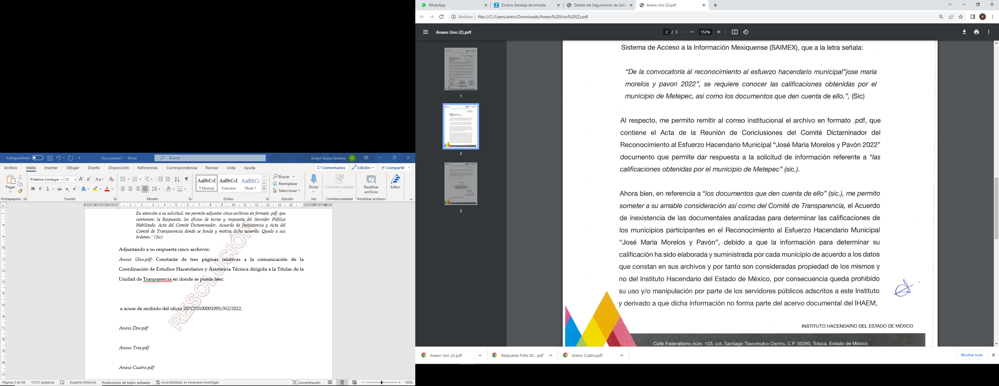 Autoguardado
Documento1 - Word
Buscar
Evelyn Souza Santana
ES
Archivo Inicio Insertar Dibujar Diseño Disposición Referencias Correspondencia Revisar Vista Ayuda
Comentarios Edición Compartir
Pegar
Palatino Linotype 12
N K S ab x₂ x²
AaBbCcI AaBbCcI AaBbCc
¶ Normal Francesa Título 1
Buscar
Reemplazar
Seleccionar
Dictar
Confidencialidad
Reutilizar archivos
Editor
Portapapeles Fuente Párrafo Estilos Edición Voz Confidencialidad Reutilizar archivos
En atención a su solicitud, me permito adjuntar cinco archivos en formato .pdf, que
contienen: la Respuesta, los oficios de turno y respuesta del Servidor Público
Habilitado, Acta del Comité Dictaminador, Acuerdo de Inexistencia y Acta del
Comité de Transparencia donde se funda y motiva dicho acuerdo. Quedo a sus
órdenes." (Sic)
Adjuntando a su respuesta cinco archivos:
Anexo Uno.pdf: Constante de tres páginas relativas a la comunicación de la
Coordinación de Estudios Hacendarios y Asistencia Técnica dirigida a la Titular de la
Unidad de Tranparencia en donde se puede leer:
a acuse de recibido del oficio 207C0310000100S/352/2022,
Anexo Dos.pdf
Anexo Tres.pdf
Anexo Cuatro.pdf
RESOLUCIÓN
Página 3 de 68 15127 palabras Español (México) Predicciones de texto: activado Accesibilidad: es necesario investigar
Concentración 100%
WhatsApp
Zimbra: Bandeja de entrada
Detalle del Seguimiento de Solic
Anexo Uno (2).pdf
Archivo file:///C:/Users/arkin/Downloads/Anexo%20Uno%20(2).pdf
e
Anexo Uno (2).pdf
2 / 3
152%
1
2
3
Sistema de Acceso a la Información Mexiquense (SAIMEX), que a la letra señala:
“De la convocatoria al reconocimiento al esfuerzo hacendario municipal”jose maria
morelos y pavon 2022”, se requiere conocer las calificaciones obtenidas por el
municipio de Metepec, asi como los documentos que den cuenta de ello.”, (Sic)
Al respecto, me permito remitir al correo institucional el archivo en formato .pdf, que
contiene el Acta de la Reunión de Conclusiones del Comité Dictaminador del
Reconocimiento al Esfuerzo Hacendario Municipal “José María Morelos y Pavón 2022”
documento que permite dar respuesta a la solicitud de información referente a “las
calificaciones obtenidas por el municipio de Metepec” (sic.).
Ahora bien, en referencia a “los documentos que den cuenta de ello” (sic.), me permito
someter a su amable consideración así como del Comité de Transparencia, el Acuerdo
de inexistencia de las documentales analizadas para determinar las calificaciones de
los municipios participantes en el Reconocimiento al Esfuerzo Hacendario Municipal
“José María Morelos y Pavón”, debido a que la información para determinar su
calificación ha sido elaborada y suministrada por cada municipio de acuerdo a los datos
que constan en sus archivos y por tanto son consideradas propiedad de los mismos y
no del Instituto Hacendario del Estado de México, por consecuencia queda prohibido
su uso y/o manipulación por parte de los servidores públicos adscritos a este Instituto
y derivado a que dicha información no forma parte del acervo documental del IHAEM,
INSTITUTO HACENDARIO DEL ESTADO DE MÉXICO
Calle Federalismo núm. 103, col. Santiago Tlaxomulco Centro, C.P. 50280, Toluca, Estado de México.
Anexo Uno (2).pdf
Respuesta Folio 00....pdf
Anexo Cuatro.pdf
Mostrar todo